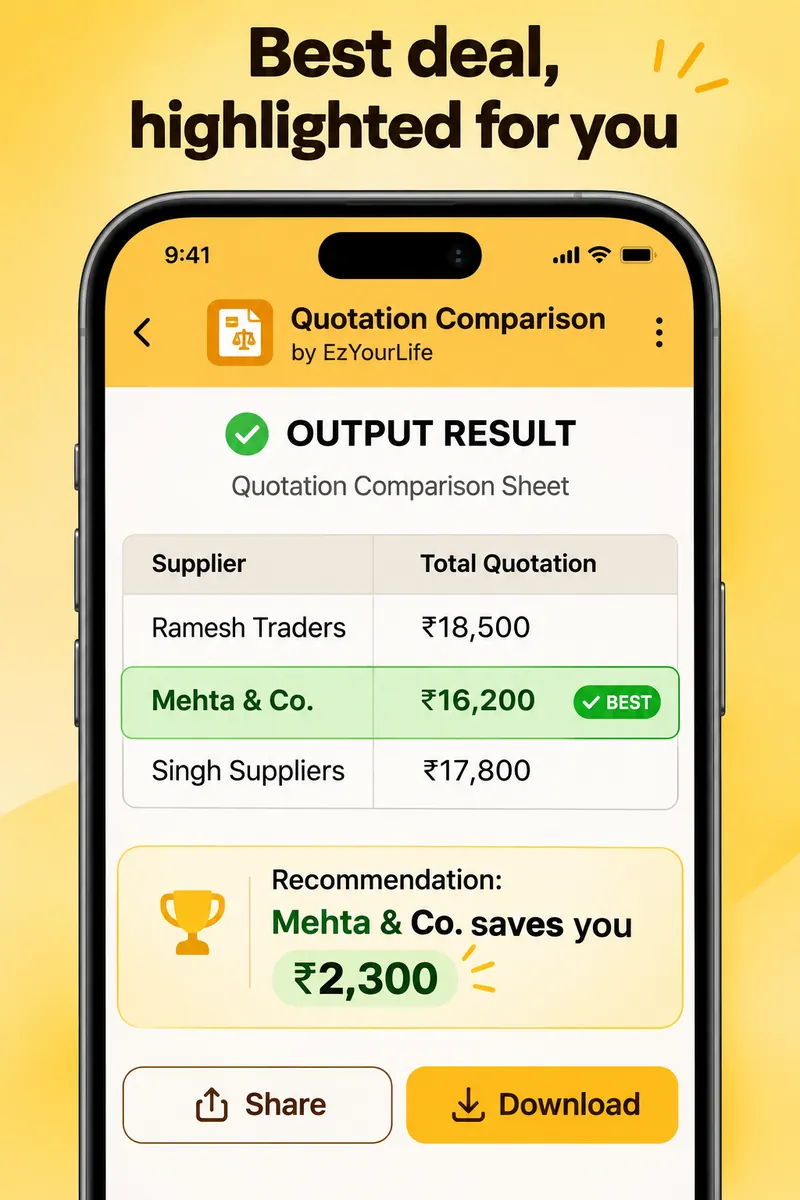 Best deal,
highlighted for you
9:41
Quotation Comparison
by EzYourLife
OUTPUT RESULT
Quotation Comparison Sheet
Supplier Total Quotation
Ramesh Traders ₹18,500
Mehta & Co. ₹16,200 BEST
Singh Suppliers ₹17,800
Recommendation:
Mehta & Co. saves you
₹2,300
Share Download